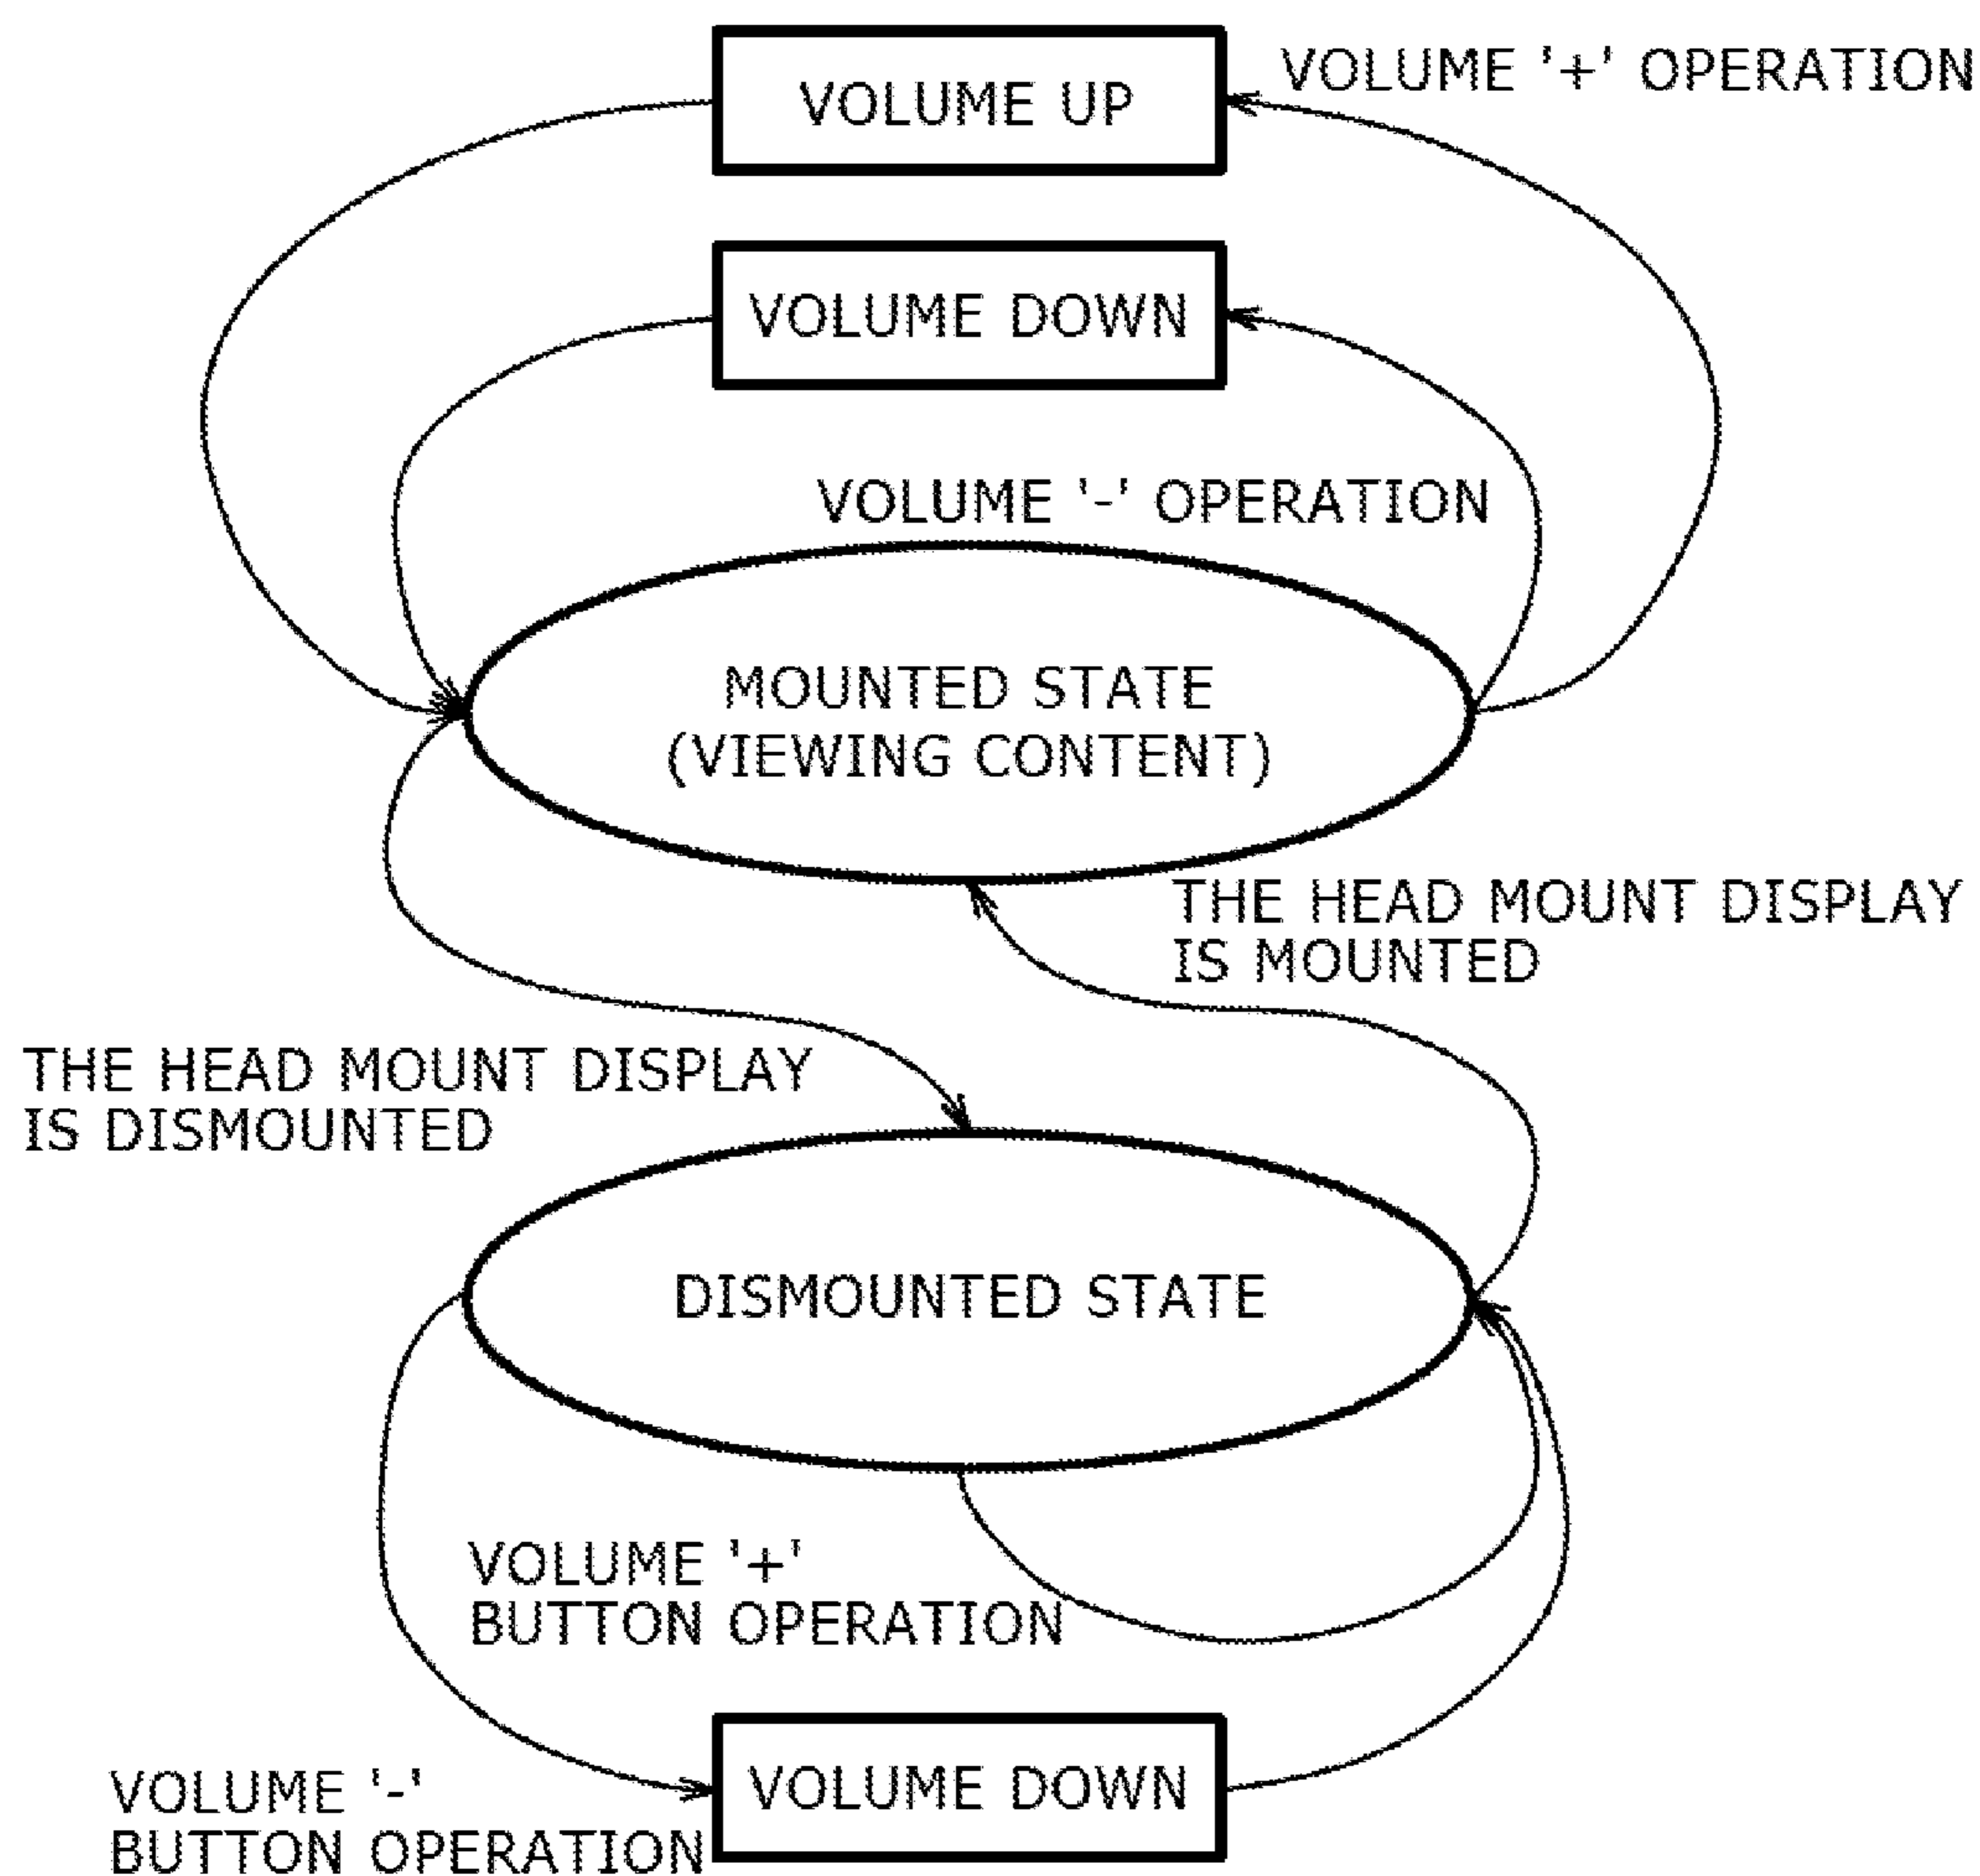 VOLUME UP
VOLUME '+' OPERATION
VOLUME DOWN
VOLUME '-' OPERATION
MOUNTED STATE
(VIEWING CONTENT)
THE HEAD MOUNT DISPLAY
IS MOUNTED
THE HEAD MOUNT DISPLAY
IS DISMOUNTED
DISMOUNTED STATE
VOLUME '+'
BUTTON OPERATION
VOLUME DOWN
VOLUME '-'
BUTTON OPERATION